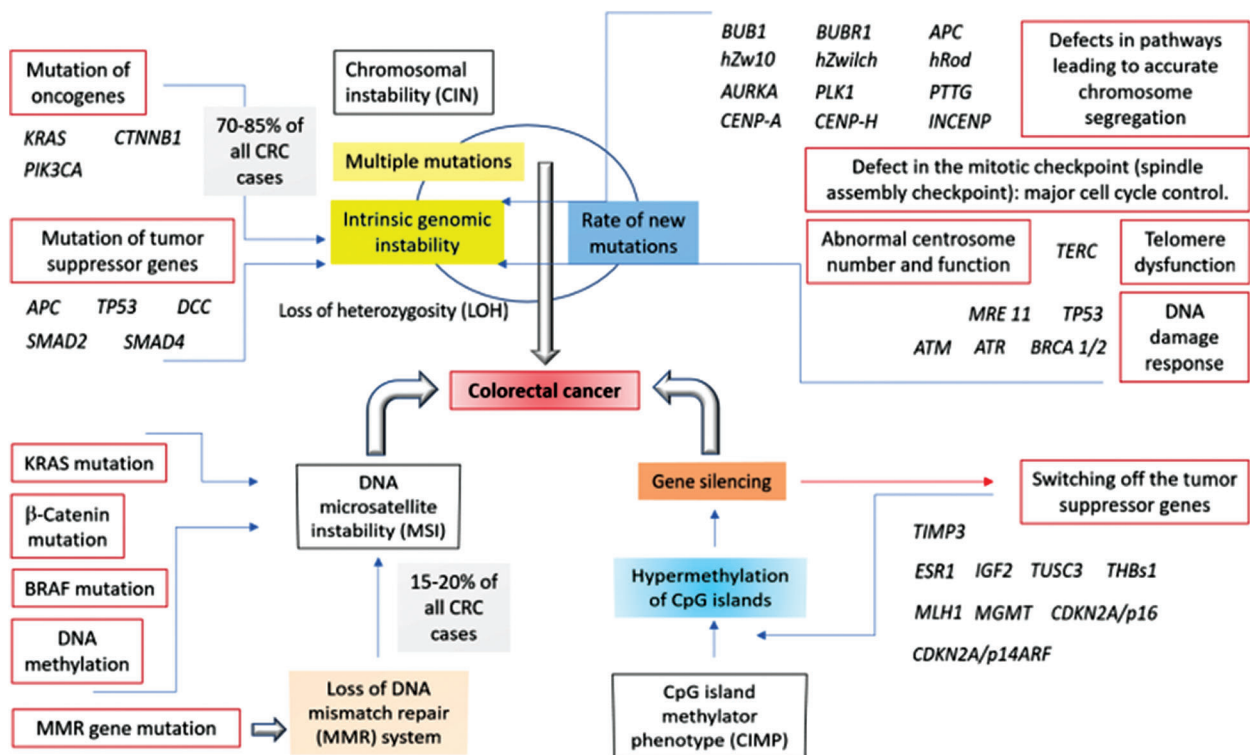 Mutation of
oncogenes
KRAS CTNNB1
PIK3CA
70-85% of
all CRC
cases
Mutation of tumor
suppressor genes
APC TP53 DCC
SMAD2 SMAD4
Chromosomal
instability (CIN)
Multiple mutations
Intrinsic genomic
instability
Rate of new
mutations
Loss of heterozygosity (LOH)
BUB1 BUBR1 APC
hZw10 hZwilch hRod
AURKA PLK1 PTTG
CENP-A CENP-H INCENP
Defects in pathways
leading to accurate
chromosome
segregation
Defect in the mitotic checkpoint (spindle
assembly checkpoint): major cell cycle control.
Abnormal centrosome
number and function
TERC
Telomere
dysfunction
MRE 11 TP53
ATM ATR BRCA 1/2
DNA
damage
response
Colorectal cancer
KRAS mutation
β-Catenin
mutation
BRAF mutation
DNA
methylation
MMR gene mutation
DNA
microsatellite
instability (MSI)
15-20% of
all CRC
cases
Loss of DNA
mismatch repair
(MMR) system
Gene silencing
Hypermethylation
of CpG islands
CpG island
methylator
phenotype (CIMP)
Switching off the tumor
suppressor genes
TIMP3
ESR1 IGF2 TUSC3 THBs1
MLH1 MGMT CDKN2A/p16
CDKN2A/p14ARF